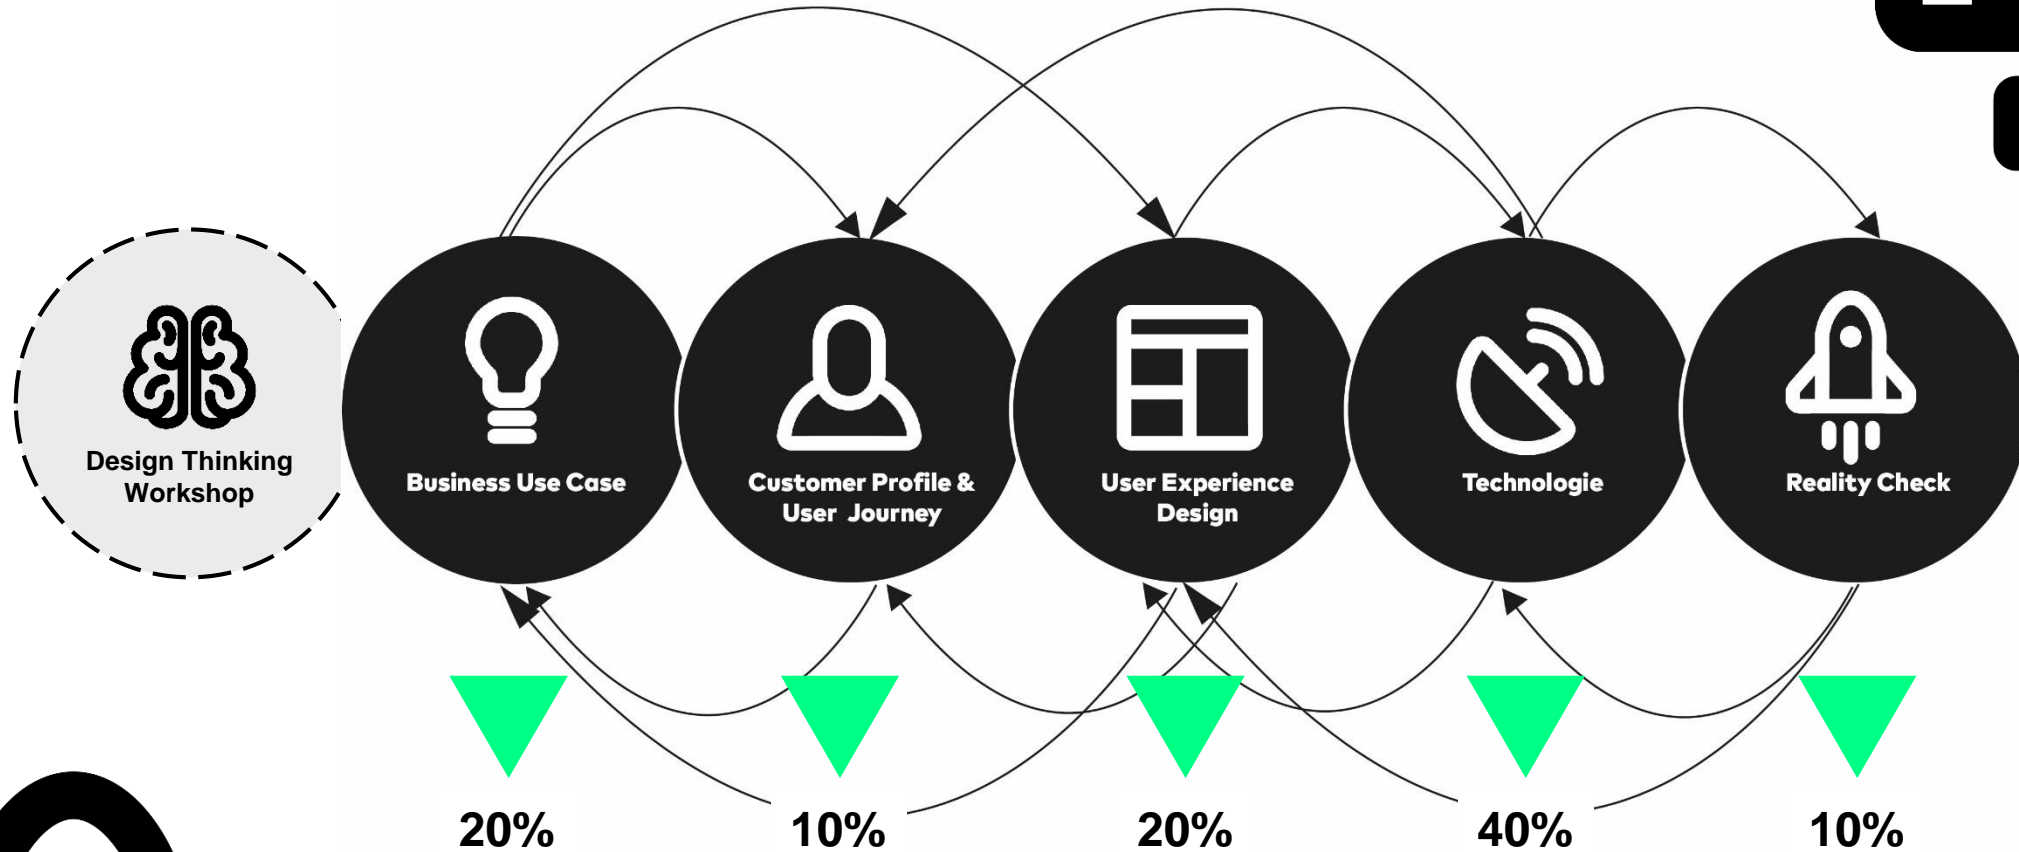 Design Thinking
Workshop
Business Use Case
Customer Profile &
User Journey
User Experience
Design
Technologie
Reality Check
20%
10%
20%
40%
10%